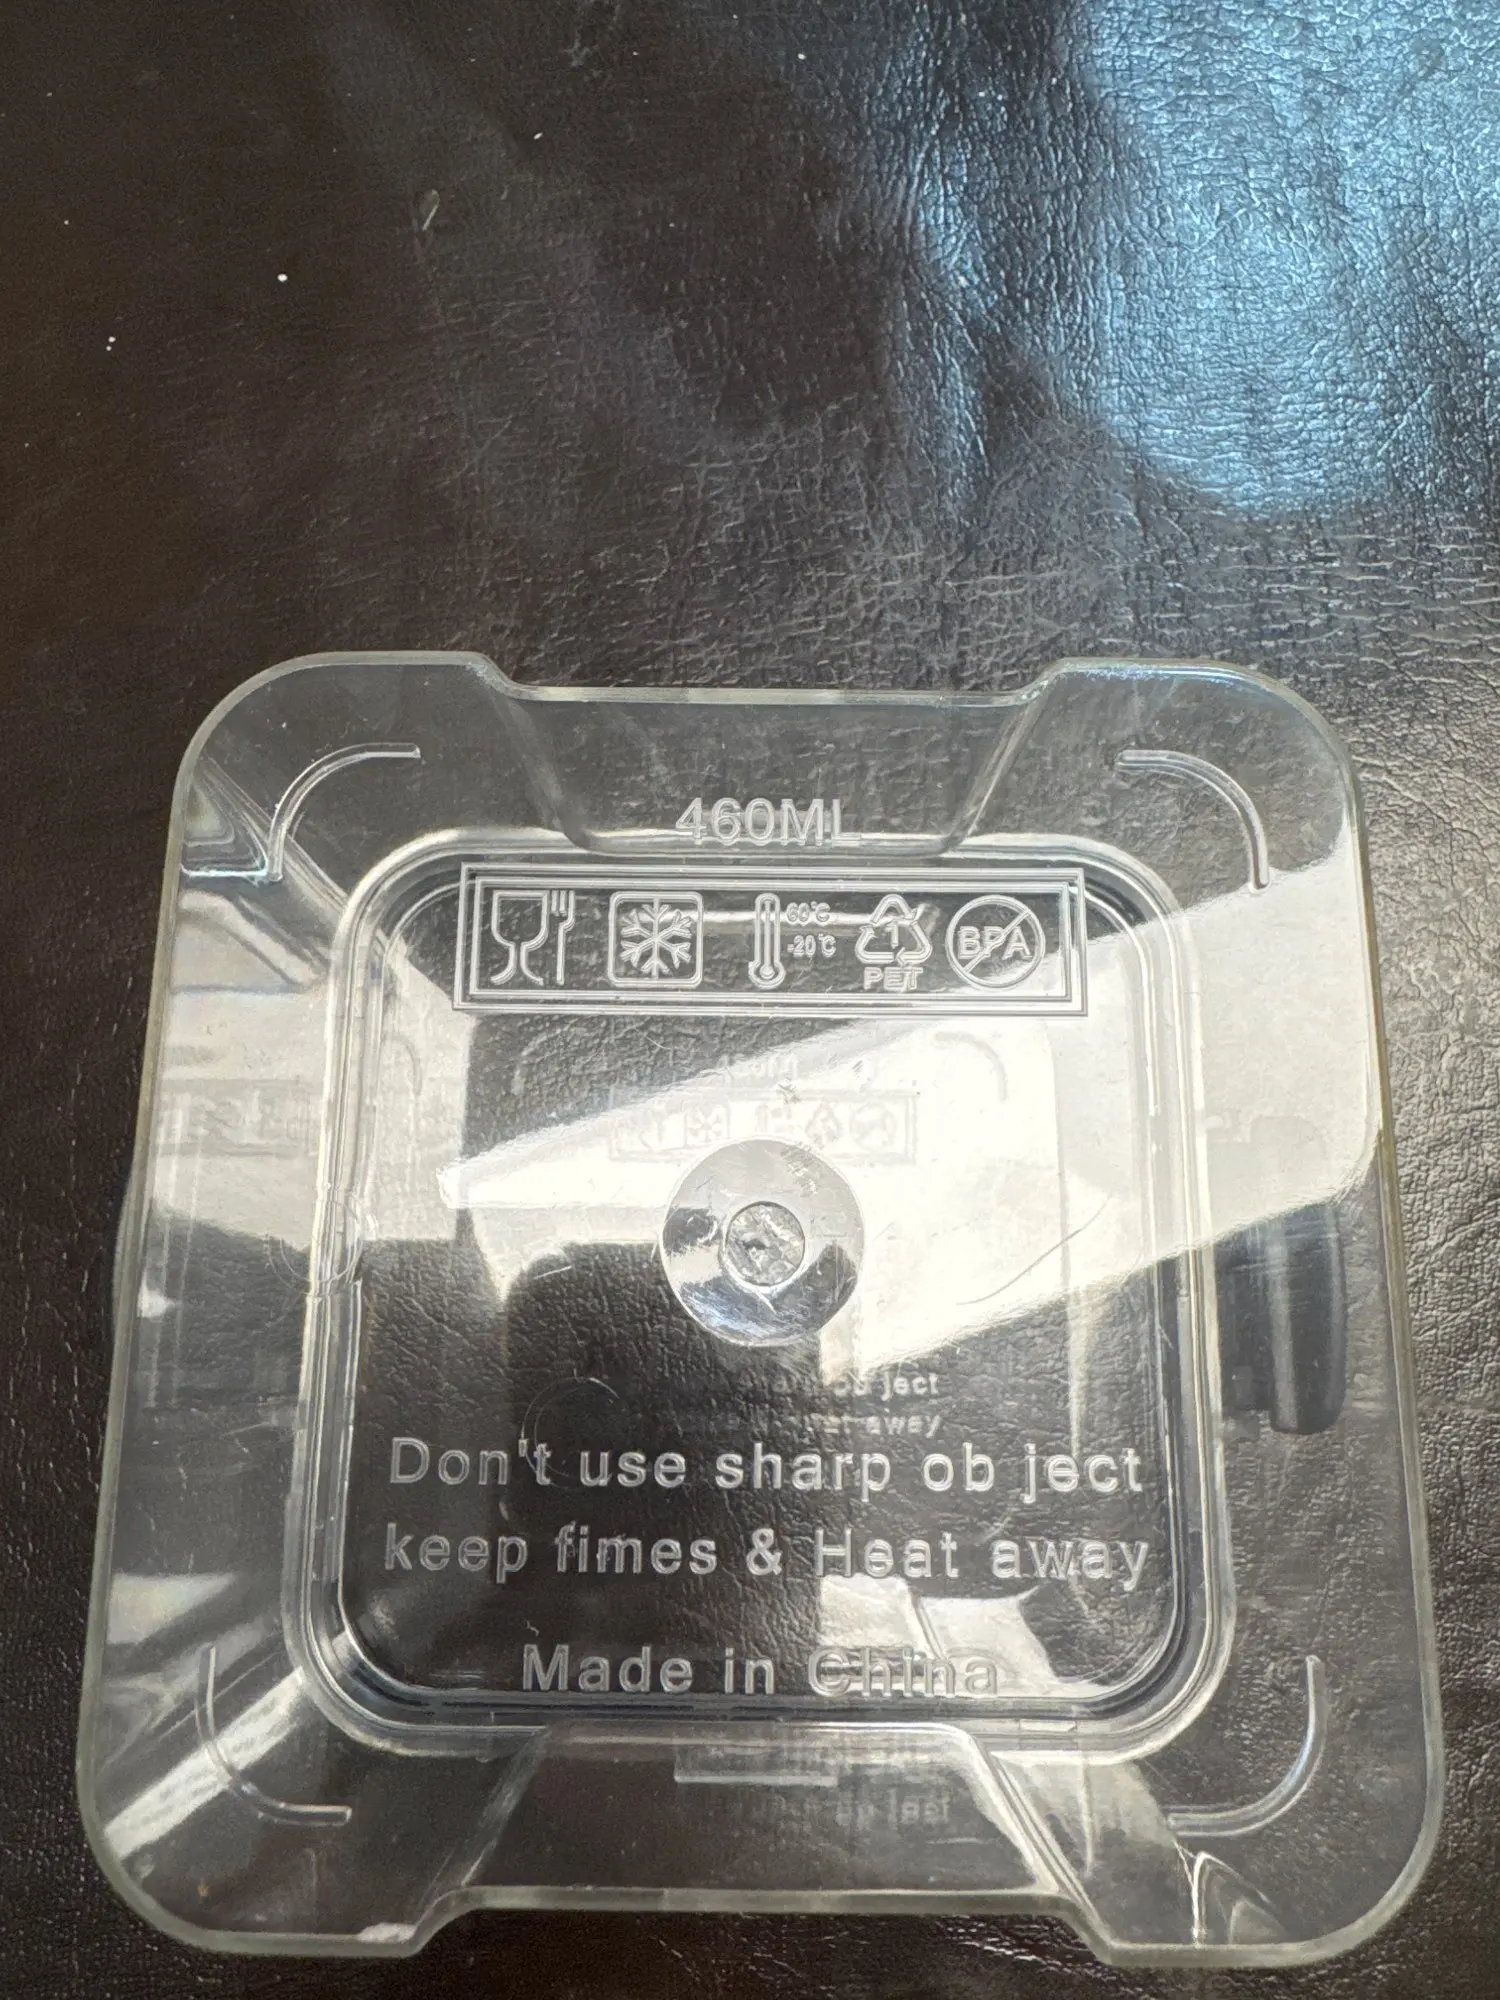 460ML
60℃
-20℃
1
PET
BPA
Don't use sharp ob ject
keep fimes & Heat away
Made in China